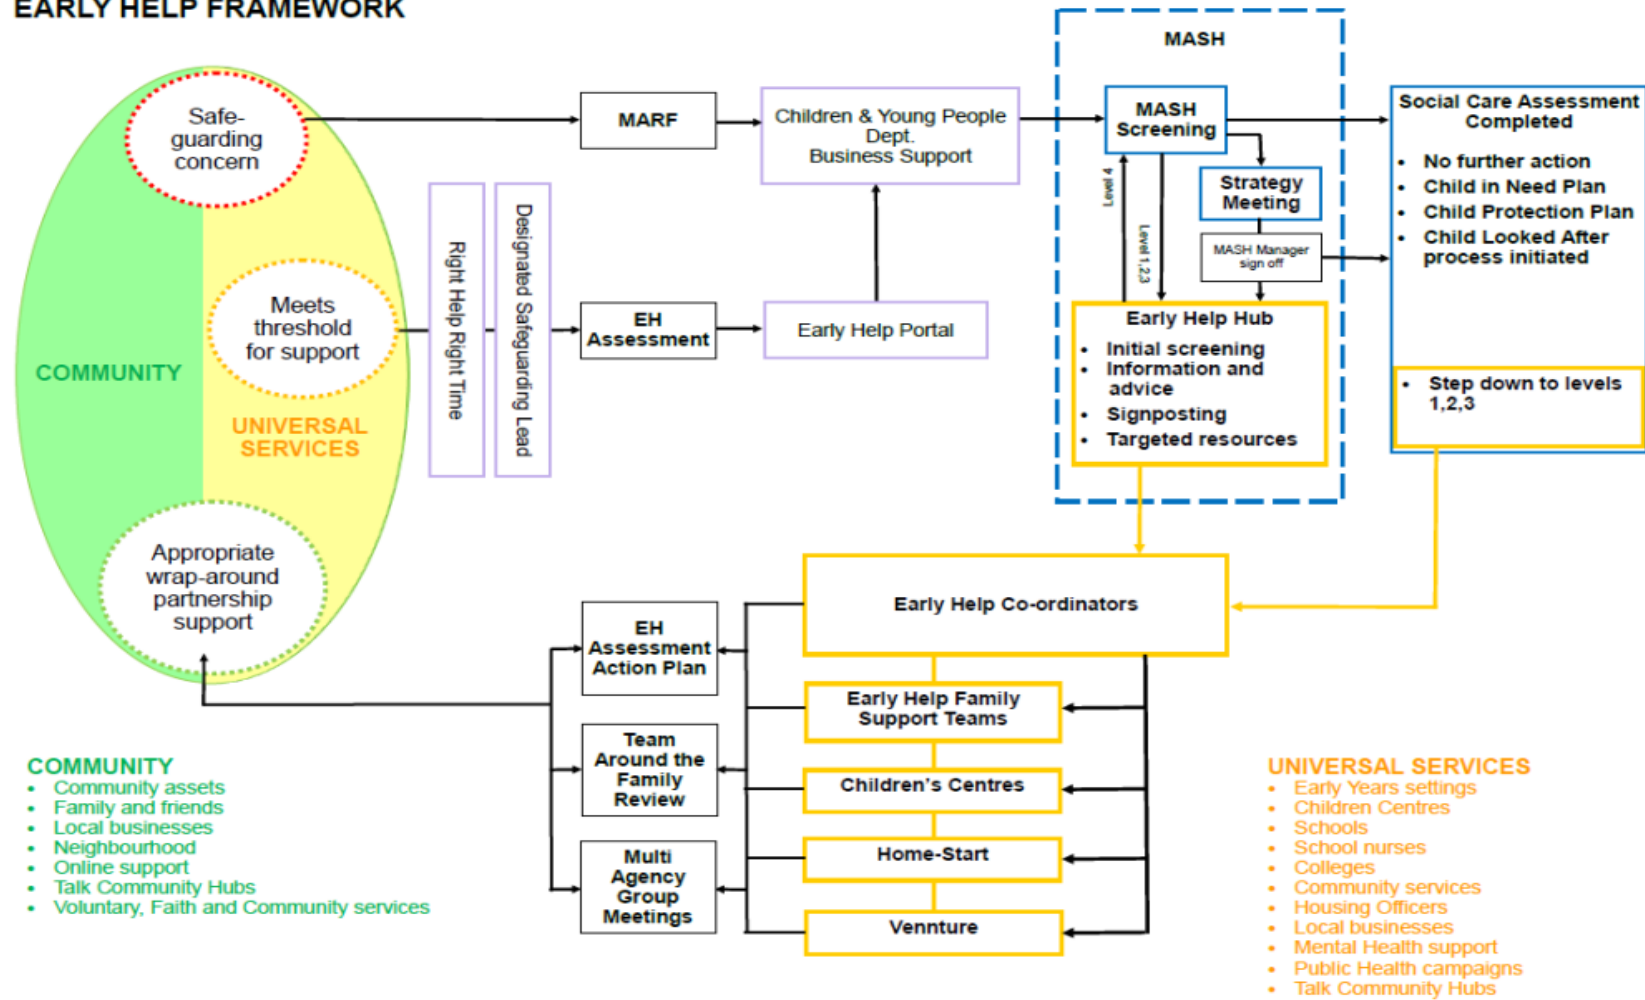 EARLY HELP FRAMEWORK
Safe-
guarding
concern
Meets
threshold
for support
COMMUNITY
UNIVERSAL
SERVICES
Appropriate
wrap-around
partnership
support
Right Help Right Time
Designated Safeguarding Lead
MARF
EH
Assessment
Children & Young People
Dept.
Business Support
Early Help Portal
MASH
MASH
Screening
Level 4
Level 1,2,3
Strategy
Meeting
MASH Manager
sign off
Early Help Hub
• Initial screening
• Information and
advice
• Signposting
• Targeted resources
Social Care Assessment
Completed
• No further action
• Child in Need Plan
• Child Protection Plan
• Child Looked After
process initiated
• Step down to levels
1,2,3
Early Help Co-ordinators
Early Help Family
Support Teams
Children's Centres
Home-Start
Vennture
EH
Assessment
Action Plan
Team
Around the
Family
Review
Multi
Agency
Group
Meetings
COMMUNITY
• Community assets
• Family and friends
• Local businesses
• Neighbourhood
• Online support
• Talk Community Hubs
• Voluntary, Faith and Community services
UNIVERSAL SERVICES
• Early Years settings
• Children Centres
• Schools
• School nurses
• Colleges
• Community services
• Housing Officers
• Local businesses
• Mental Health support
• Public Health campaigns
• Talk Community Hubs